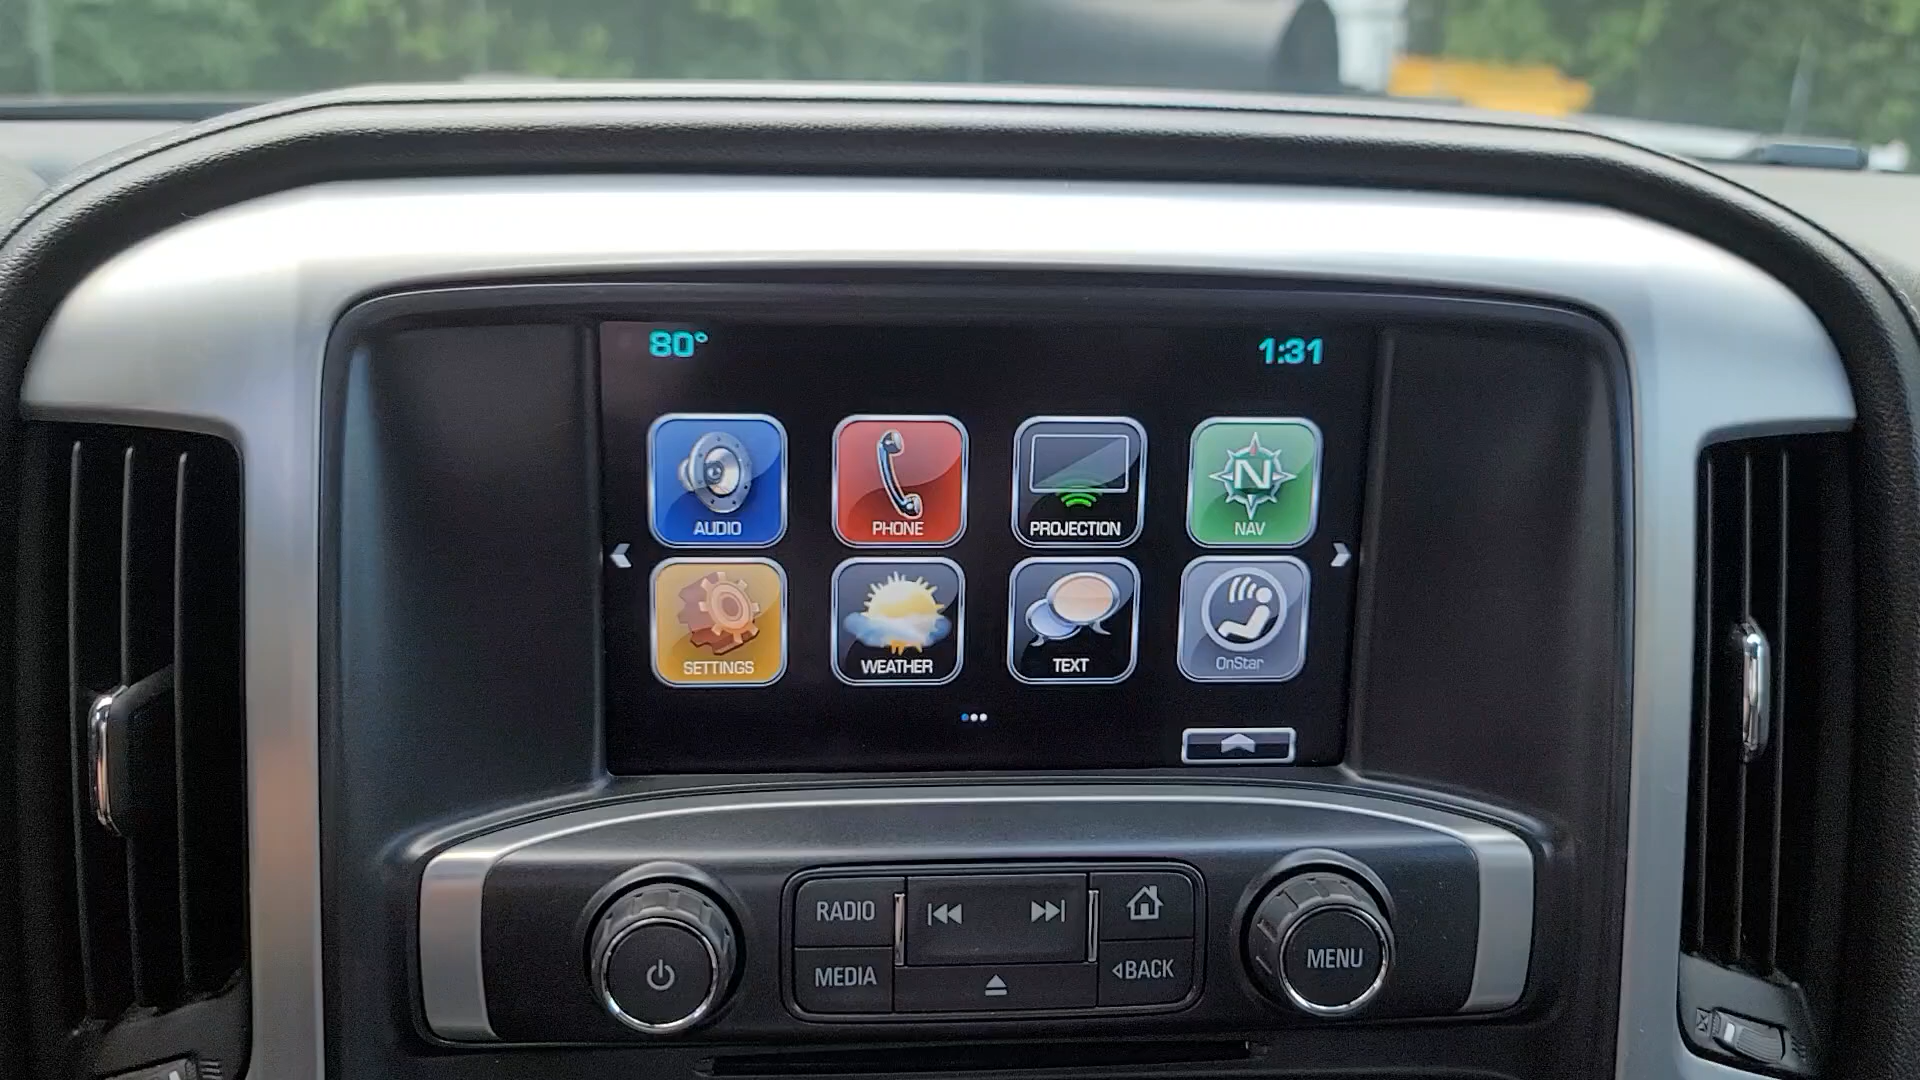 80°
1:31
AUDIO
PHONE
PROJECTION
N
NAV
SETTINGS
WEATHER
TEXT
OnStar
RADIO
MEDIA
BACK
MENU